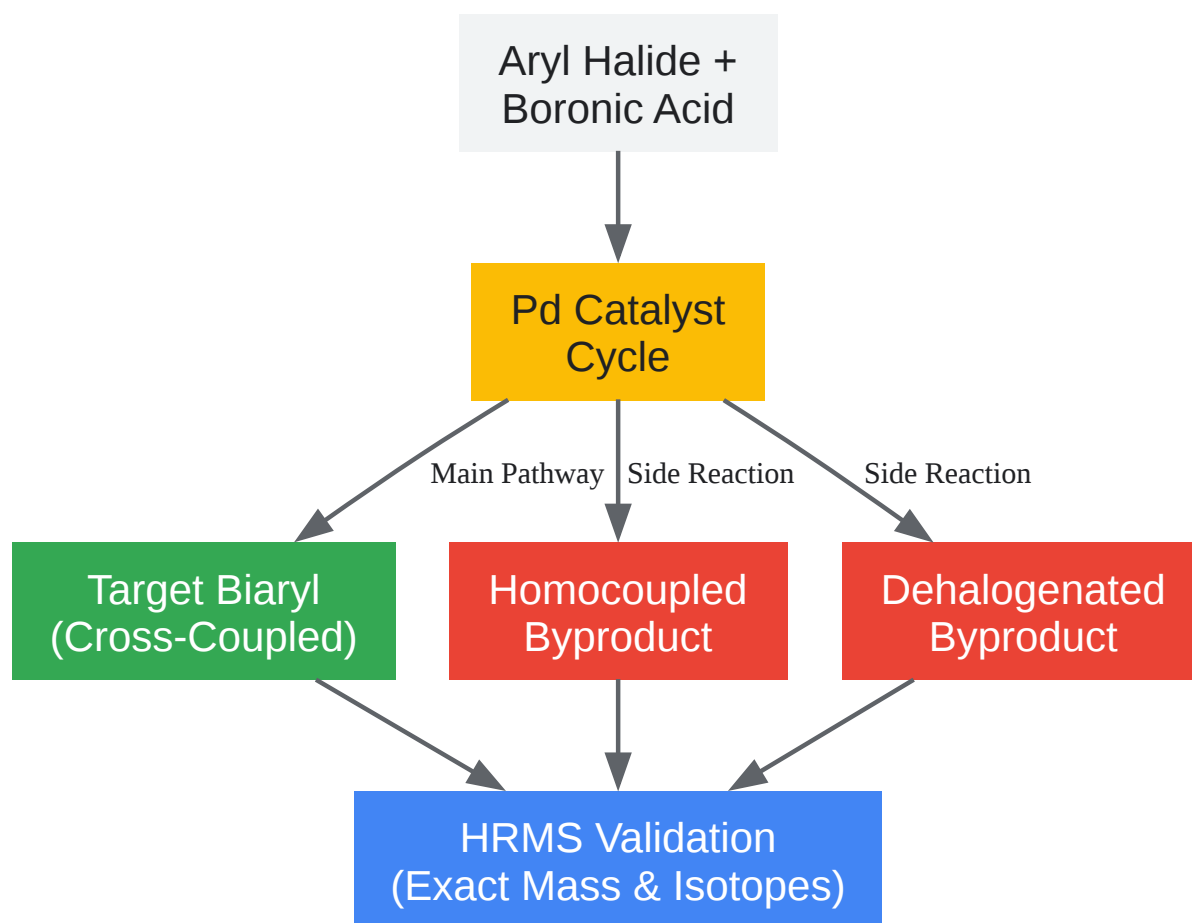 Aryl Halide +
Boronic Acid
Pd Catalyst
Cycle
Main Pathway
Side Reaction
Side Reaction
Target Biaryl
(Cross-Coupled)
Homocoupled
Byproduct
Dehalogenated
Byproduct
HRMS Validation
(Exact Mass & Isotopes)